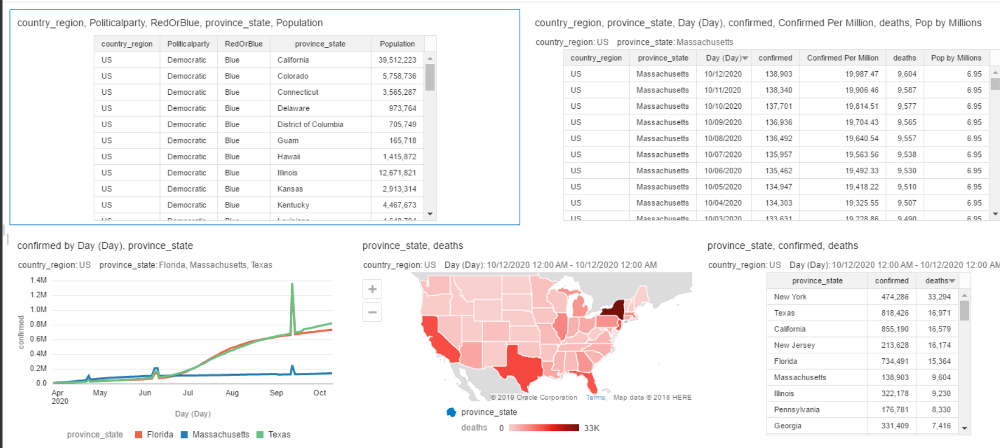 country_region, Politicalparty, RedOrBlue, province_state, Population
country_region Politicalparty RedOrBlue province_state Population
US Democratic Blue California 39,512,223
US Democratic Blue Colorado 5,758,736
US Democratic Blue Connecticut 3,565,287
US Democratic Blue Delaware 973,764
US Democratic Blue District of Columbia 705,749
US Democratic Blue Guam 165,718
US Democratic Blue Hawaii 1,415,872
US Democratic Blue Illinois 12,671,821
US Democratic Blue Kansas 2,913,314
US Democratic Blue Kentucky 4,467,673
US Democratic Blue Louisiana
country_region, province_state, Day (Day), confirmed, Confirmed Per Million, deaths, Pop by Millions
country_region: US province_state: Massachusetts
country_region province_state Day (Day) confirmed Confirmed Per Million deaths Pop by Millions
US Massachusetts 10/12/2020 138,903 19,987.47 9,604 6.95
US Massachusetts 10/11/2020 138,340 19,906.46 9,587 6.95
US Massachusetts 10/10/2020 137,701 19,814.51 9,577 6.95
US Massachusetts 10/09/2020 136,936 19,704.43 9,565 6.95
US Massachusetts 10/08/2020 136,492 19,640.54 9,557 6.95
US Massachusetts 10/07/2020 135,957 19,563.56 9,538 6.95
US Massachusetts 10/06/2020 135,462 19,492.33 9,530 6.95
US Massachusetts 10/05/2020 134,947 19,418.22 9,510 6.95
US Massachusetts 10/04/2020 134,303 19,325.55 9,507 6.95
US Massachusetts 10/03/2020 133,631 19,228.86 9,490 6.95
confirmed by Day (Day), province_state
country_region: US province_state: Florida, Massachusetts, Texas
confirmed
1.4M
1.2M
1.0M
0.8M
0.6M
0.4M
0.2M
0.0
Apr May Jun Jul Aug Sep Oct
2020
Day (Day)
province_state Florida Massachusetts Texas
province_state, deaths
country_region: US Day (Day): 10/12/2020 12:00 AM - 10/12/2020 12:00 AM
+
−
© 2019 Oracle Corporation Terms Map data © 2018 HERE
province_state
deaths 0 33K
province_state, confirmed, deaths
country_region: US Day (Day): 10/12/2020 12:00 AM - 10/12/2020 12:00 AM
province_state confirmed deaths
New York 474,286 33,294
Texas 818,426 16,971
California 855,190 16,579
New Jersey 213,628 16,174
Florida 734,491 15,364
Massachusetts 138,903 9,604
Illinois 322,178 9,230
Pennsylvania 176,781 8,330
Georgia 331,409 7,416